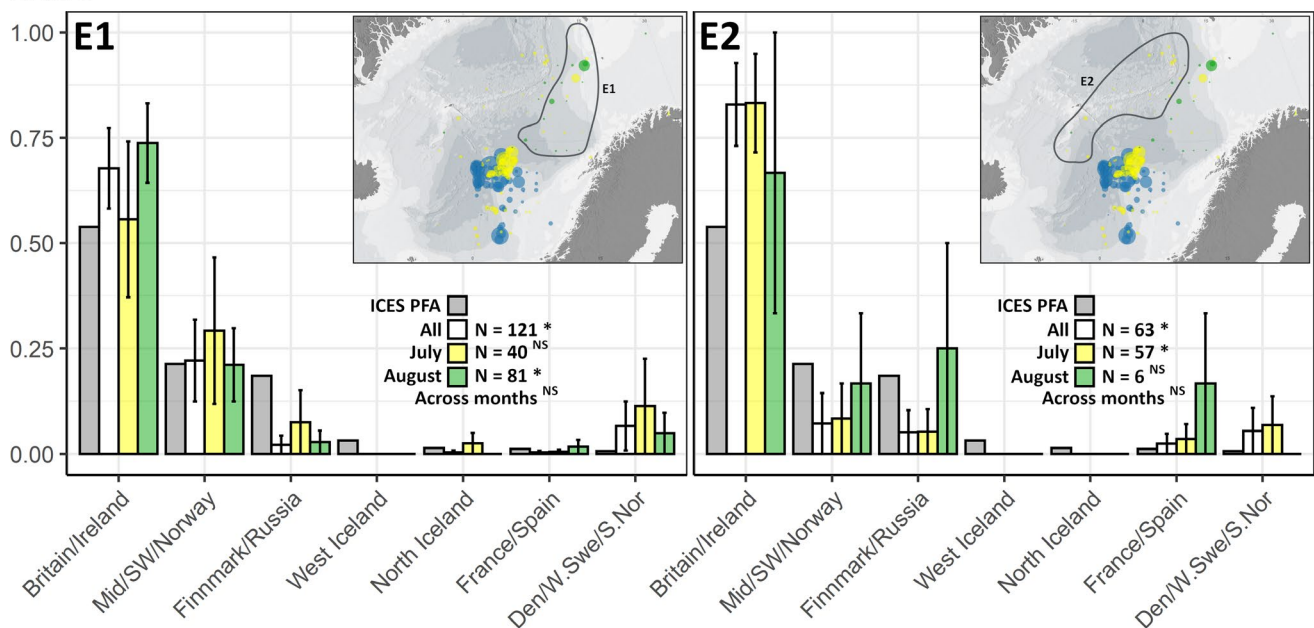 E1
E2
1.00
0.75
0.50
0.25
0.00
E1
ICES PFA
All N = 121 *
July N = 40 NS
August N = 81 *
Across months NS
Britain/Ireland
Mid/SW/Norway
Finnmark/Russia
West Iceland
North Iceland
France/Spain
Den/W.Swe/S.Nor
E2
ICES PFA
All N = 63 *
July N = 57 *
August N = 6 NS
Across months NS
Britain/Ireland
Mid/SW/Norway
Finnmark/Russia
West Iceland
North Iceland
France/Spain
Den/W.Swe/S.Nor